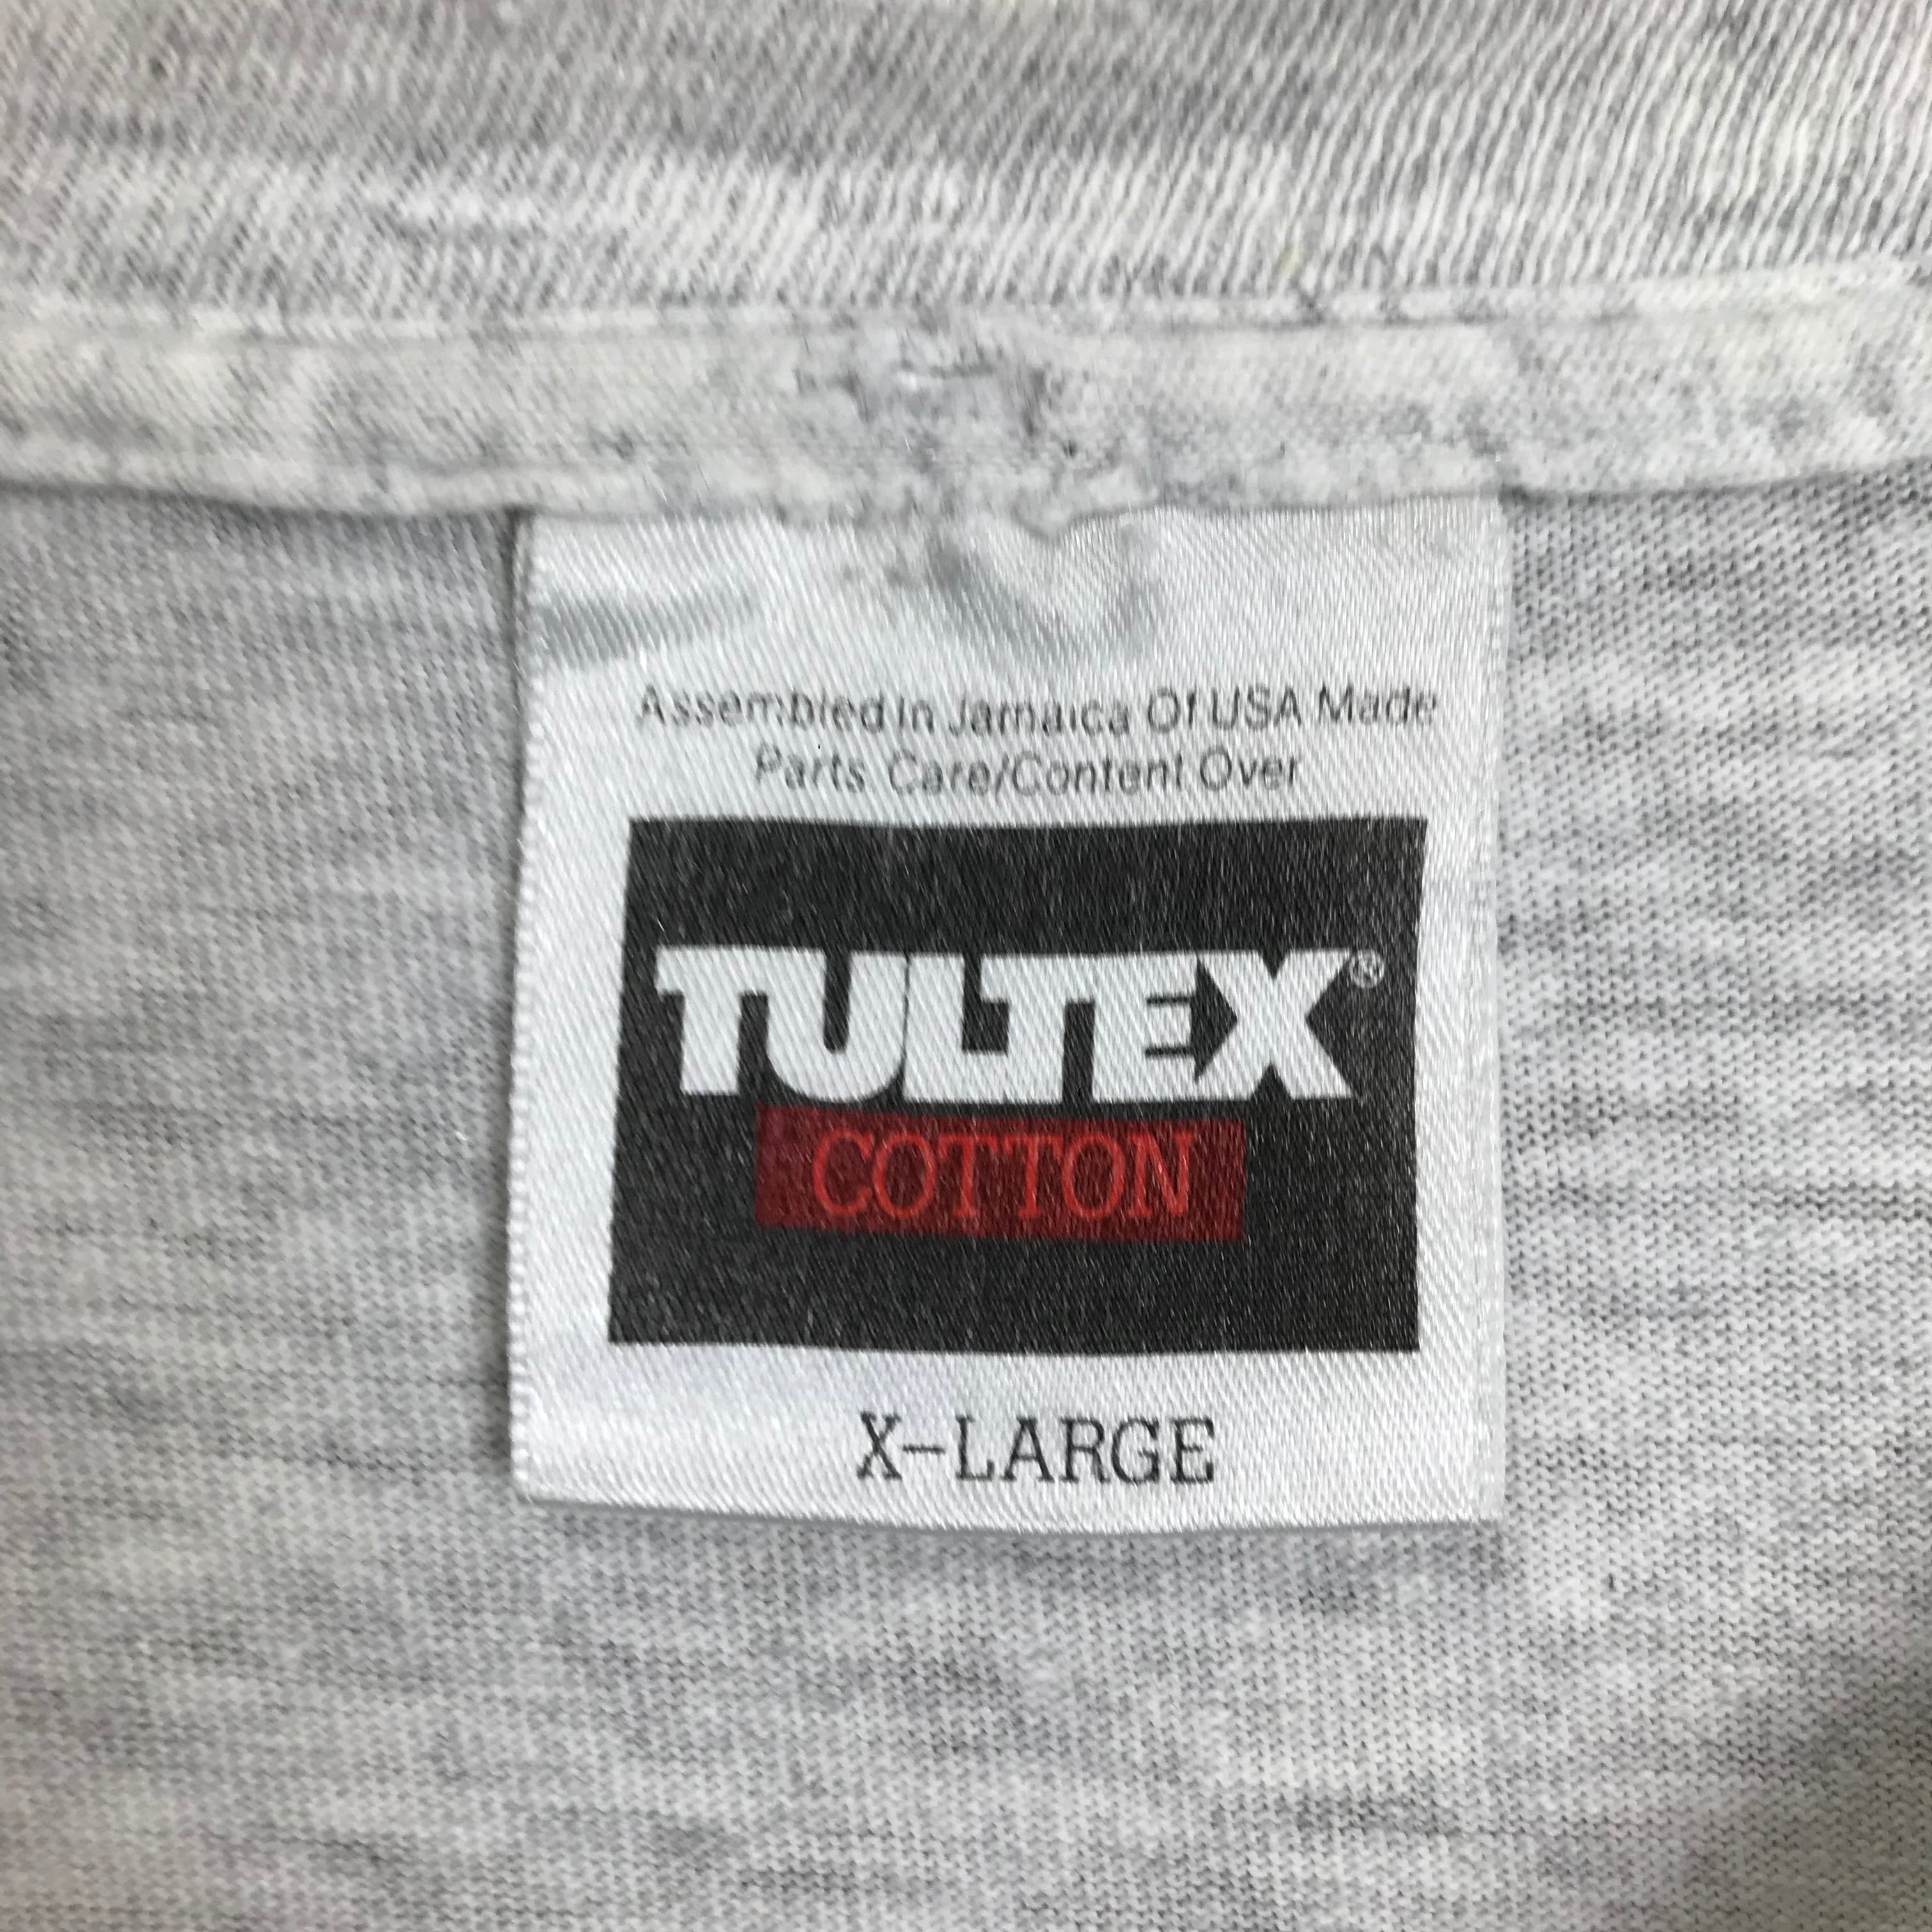 Assembled In Jamaica Of USA Made
Parts Care/Content Over
TULTEX®
COTTON
X-LARGE